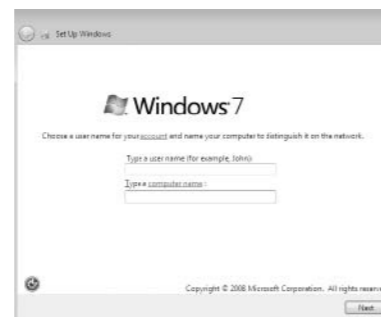 Set Up Windows
Windows 7
Choose a user name for your account and name your computer to distinguish it on the network.
Type a user name (for example, John):
Type a computer name :
Copyright © 2008 Microsoft Corporation. All rights reserv
Next